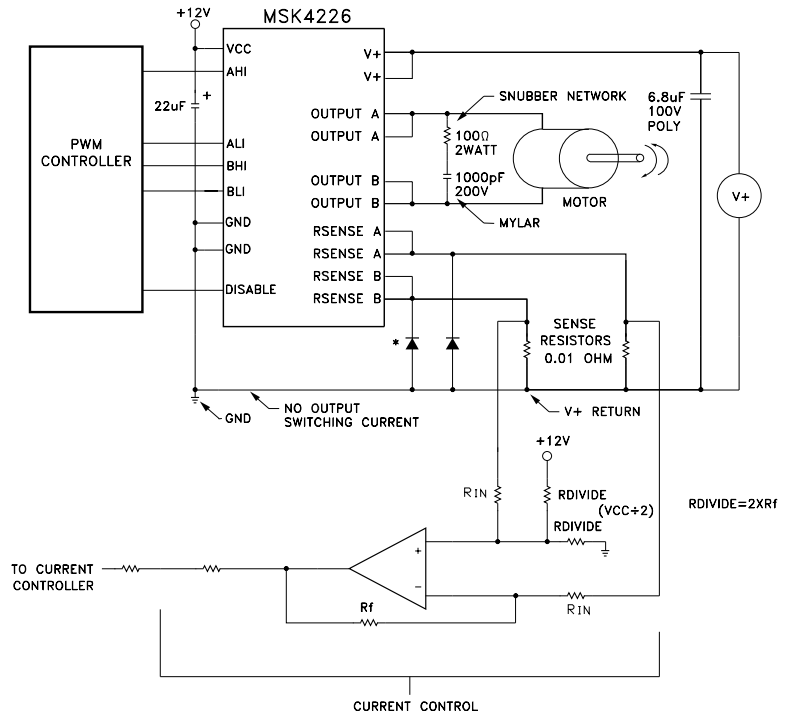 +12V
MSK4226
VCC
V+
AHI
V+
22uF
+
OUTPUT A
SNUBBER NETWORK
6.8uF
100V
POLY
PWM
CONTROLLER
ALI
OUTPUT A
100Ω
2WATT
BHI
BLI
OUTPUT B
1000pF
200V
OUTPUT B
MOTOR
V+
GND
MYLAR
RSENSE A
GND
RSENSE A
RSENSE B
DISABLE
RSENSE B
*
SENSE
RESISTORS
0.01 OHM
GND
NO OUTPUT
SWITCHING CURRENT
V+ RETURN
+12V
RIN
RDIVIDE
(VCC÷2)
RDIVIDE
RDIVIDE=2XRf
+
−
TO CURRENT
CONTROLLER
Rf
RIN
CURRENT CONTROL